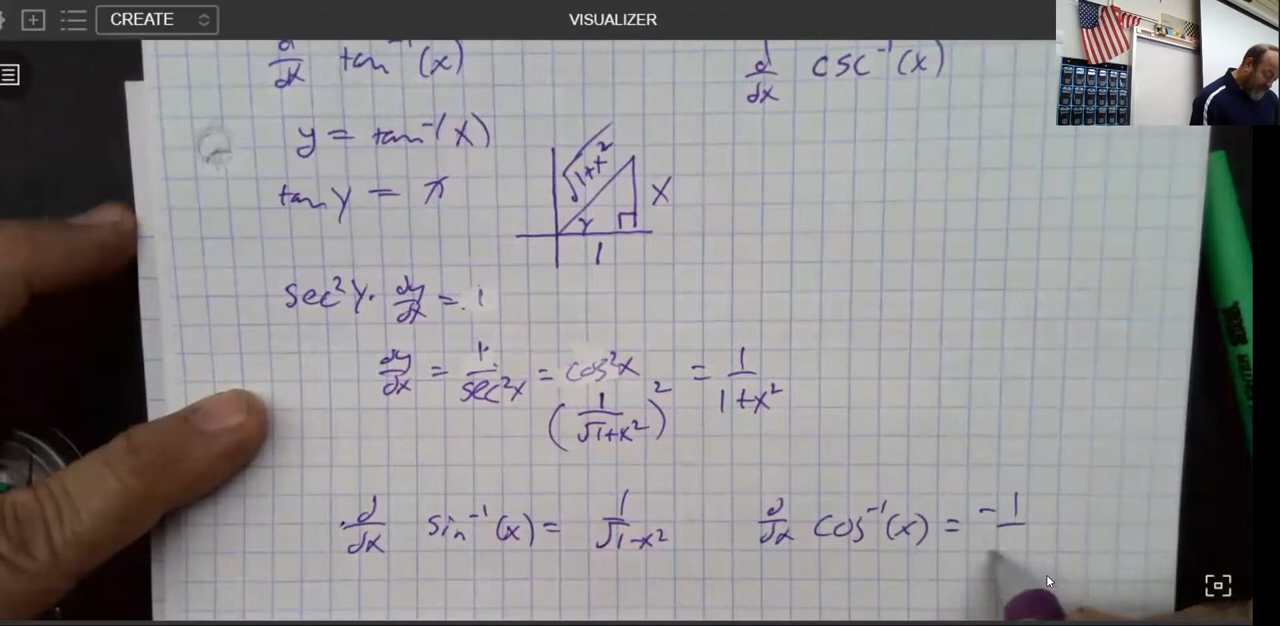 CREATE
VISUALIZER
d/dx tan⁻¹(x)
d/dx csc⁻¹(x)
y = tan⁻¹(x)
tan y = x
√1+x²
x
y
1
sec² y · dy/dx = 1
dy/dx = 1/sec²x = cos²x = 1/1+x²
(1/√1+x²)²
d/dx sin⁻¹(x) = 1/√1-x²
d/dx cos⁻¹(x) = -1/